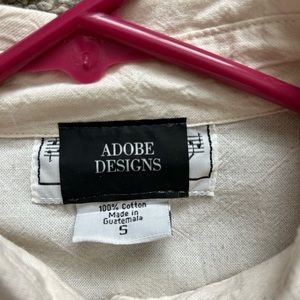 ADOBE
DESIGNS
100% Cotton
Made in
Guatemala
S